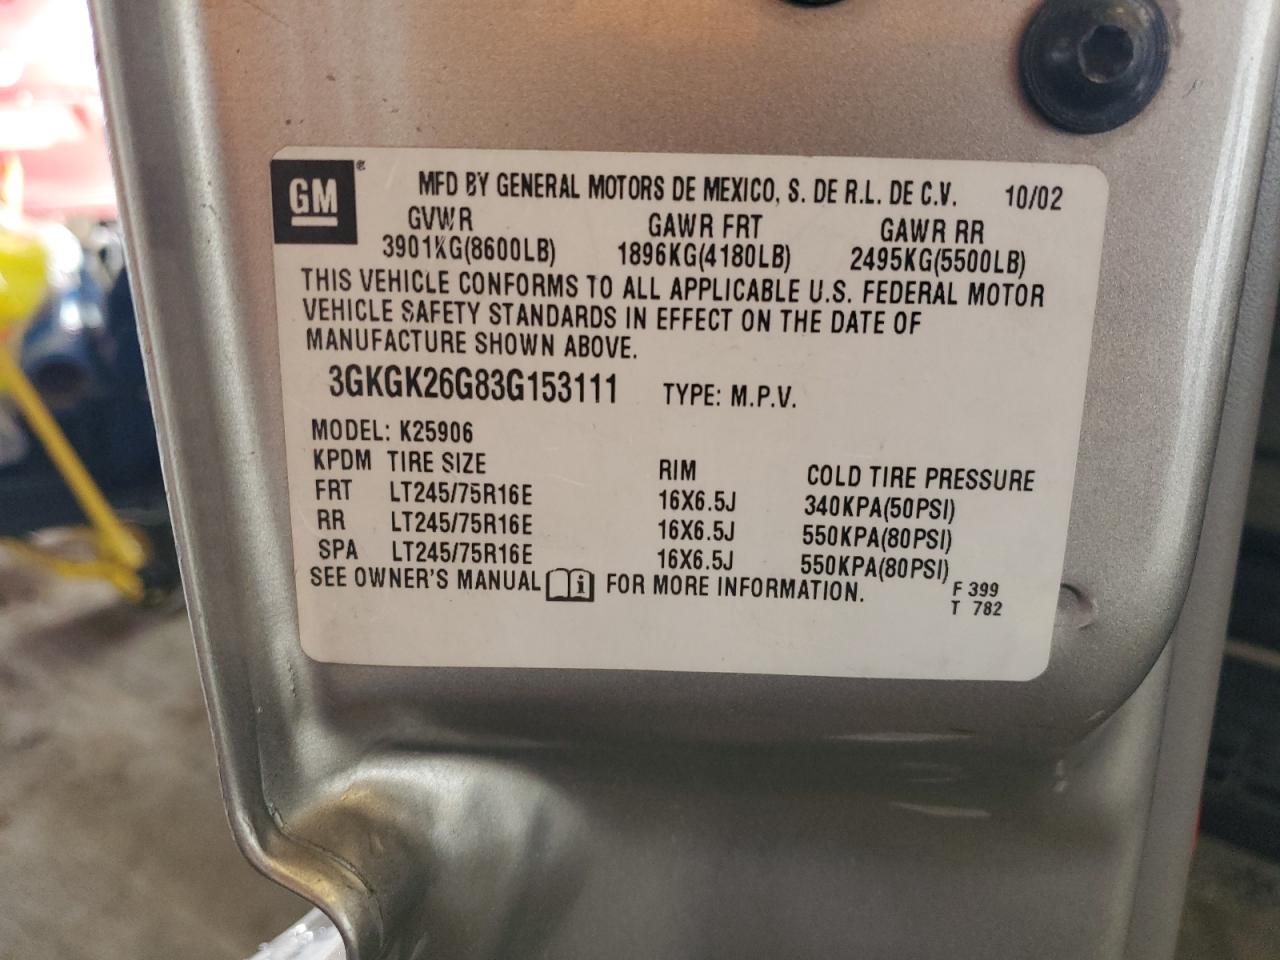 GM ®
MFD BY GENERAL MOTORS DE MEXICO, S. DE R.L. DE C.V. 10/02
GVWR GAWR FRT GAWR RR
3901KG(8600LB) 1896KG(4180LB) 2495KG(5500LB)
THIS VEHICLE CONFORMS TO ALL APPLICABLE U.S. FEDERAL MOTOR
VEHICLE SAFETY STANDARDS IN EFFECT ON THE DATE OF
MANUFACTURE SHOWN ABOVE.
3GKGK26G83G153111 TYPE: M.P.V.
MODEL: K25906
KPDM TIRE SIZE RIM COLD TIRE PRESSURE
FRT LT245/75R16E 16X6.5J 340KPA(50PSI)
RR LT245/75R16E 16X6.5J 550KPA(80PSI)
SPA LT245/75R16E 16X6.5J 550KPA(80PSI)
SEE OWNER'S MANUAL i FOR MORE INFORMATION.
F 399
T 782